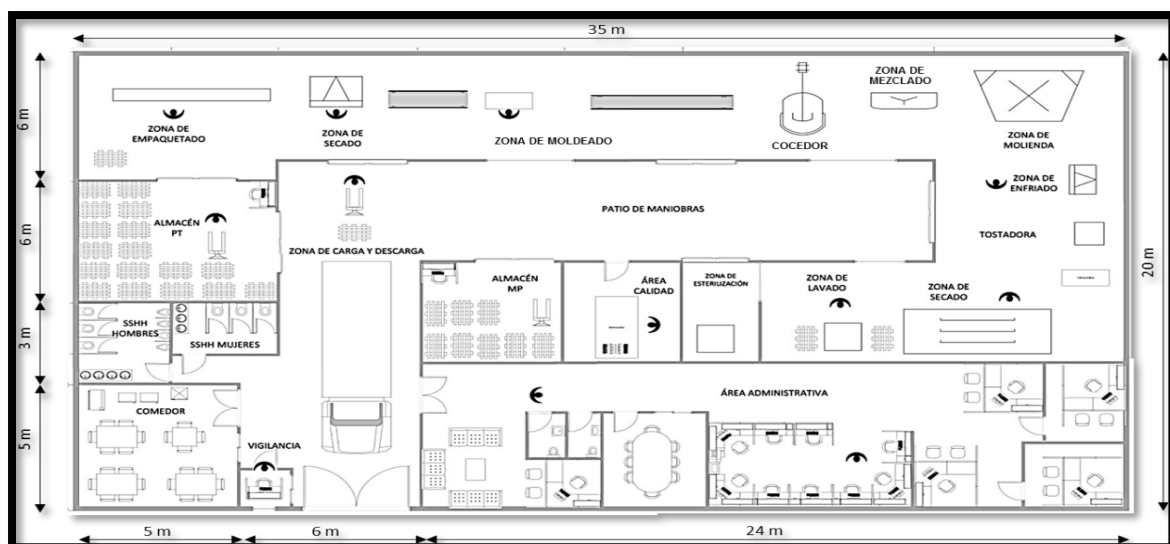 35 m
ZONA DE
MEZCLADO
6 m
ZONA DE
EMPAQUETADO
ZONA DE
SECADO
ZONA DE MOLDEADO
COCEDOR
ZONA DE
MOLIENDA
ZONA DE
ENFRIADO
6 m
ALMACÉN
PT
PATIO DE MANIOBRAS
TOSTADORA
ZONA DE CARGA Y DESCARGA
20 m
ALMACÉN
MP
ÁREA
CALIDAD
ZONA DE
ESTERILIZACIÓN
ZONA DE
LAVADO
ZONA DE
SECADO
3 m
SSHH
HOMBRES
SSHH MUJERES
5 m
COMEDOR
ÁREA ADMINISTRATIVA
VIGILANCIA
5 m
6 m
24 m